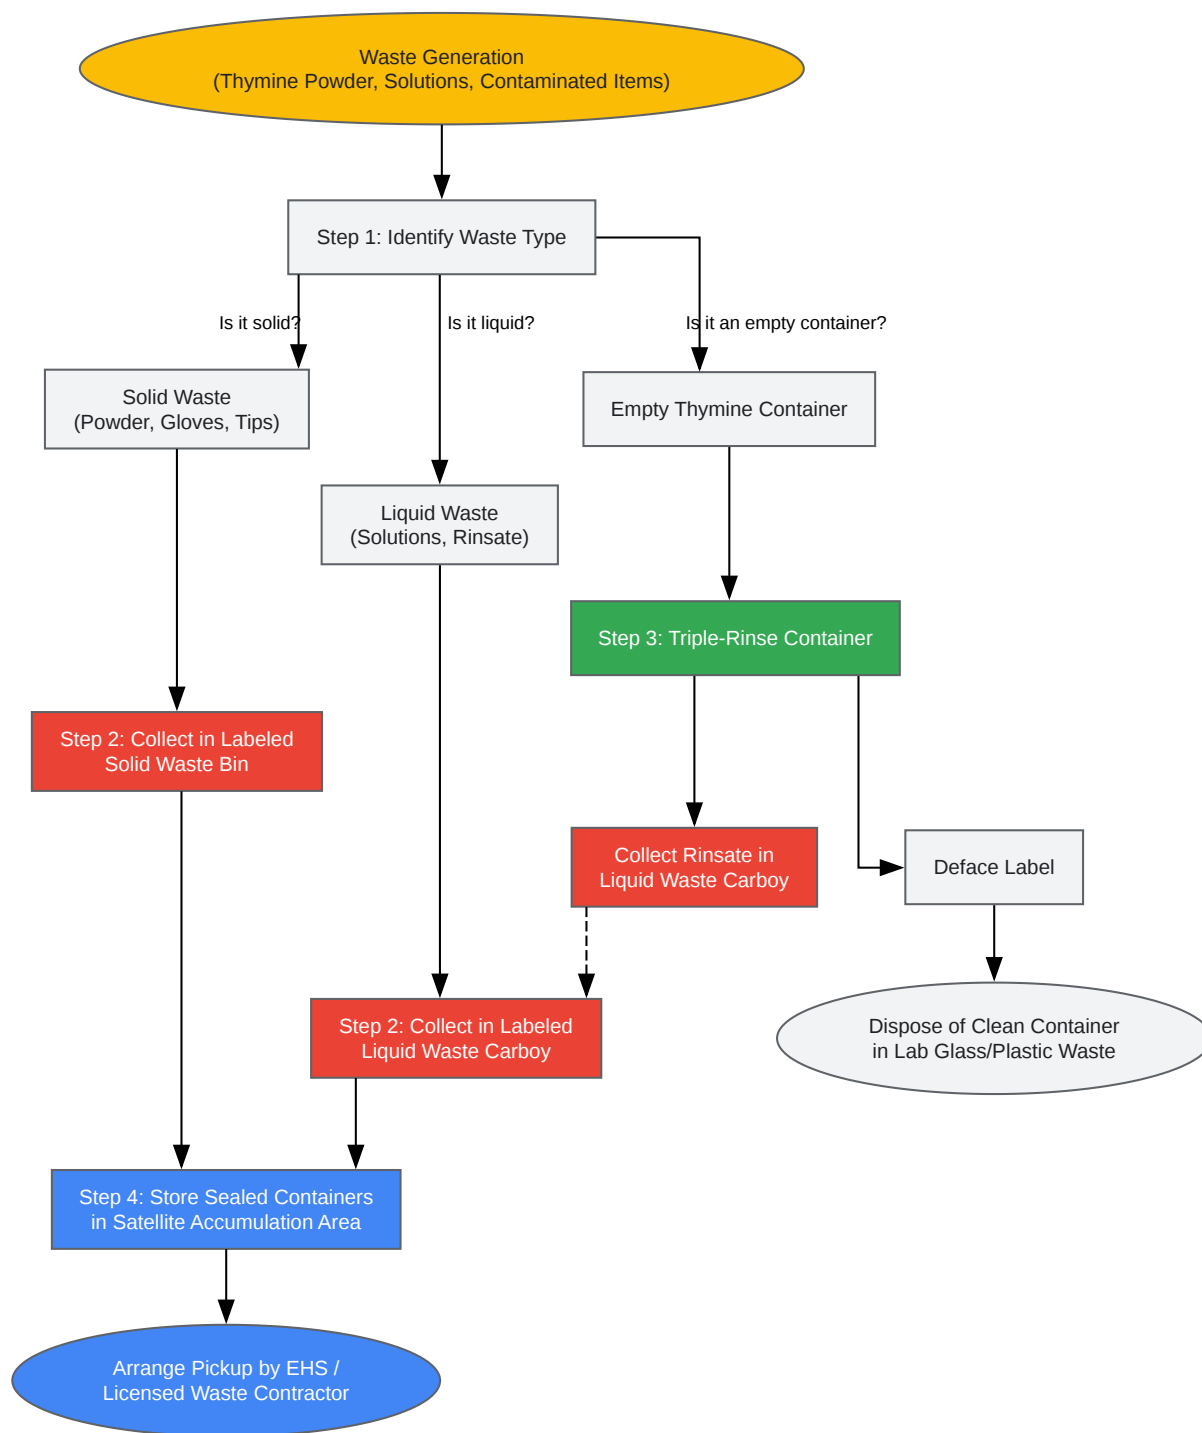 Waste Generation
(Thymine Powder, Solutions, Contaminated Items)
Step 1: Identify Waste Type
Is it solid?
Is it liquid?
Is it an empty container?
Solid Waste
(Powder, Gloves, Tips)
Empty Thymine Container
Liquid Waste
(Solutions, Rinsate)
Step 3: Triple-Rinse Container
Step 2: Collect in Labeled
Solid Waste Bin
Collect Rinsate in
Liquid Waste Carboy
Deface Label
Step 2: Collect in Labeled
Liquid Waste Carboy
Dispose of Clean Container
in Lab Glass/Plastic Waste
Step 4: Store Sealed Containers
in Satellite Accumulation Area
Arrange Pickup by EHS /
Licensed Waste Contractor